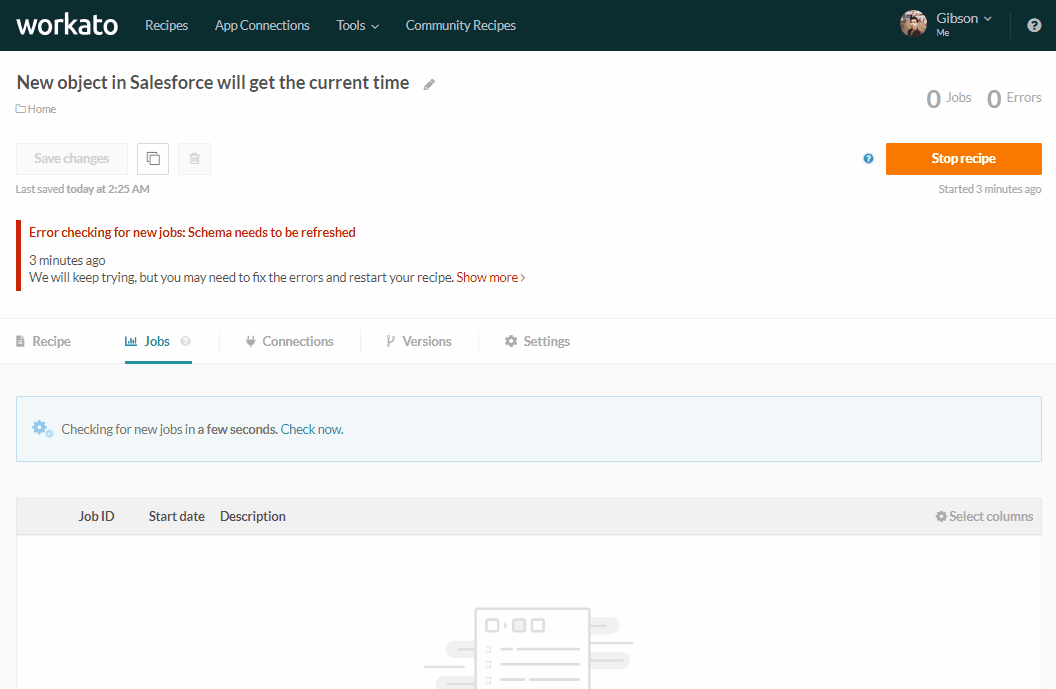 workato Recipes App Connections Tools Community Recipes Gibson
Me
New object in Salesforce will get the current time
Home
0 Jobs 0 Errors
Save changes Stop recipe
Last saved today at 2:25 AM Started 3 minutes ago
Error checking for new jobs: Schema needs to be refreshed
3 minutes ago
We will keep trying, but you may need to fix the errors and restart your recipe. Show more
Recipe Jobs Connections Versions Settings
Checking for new jobs in a few seconds. Check now.
Job ID Start date Description Select columns